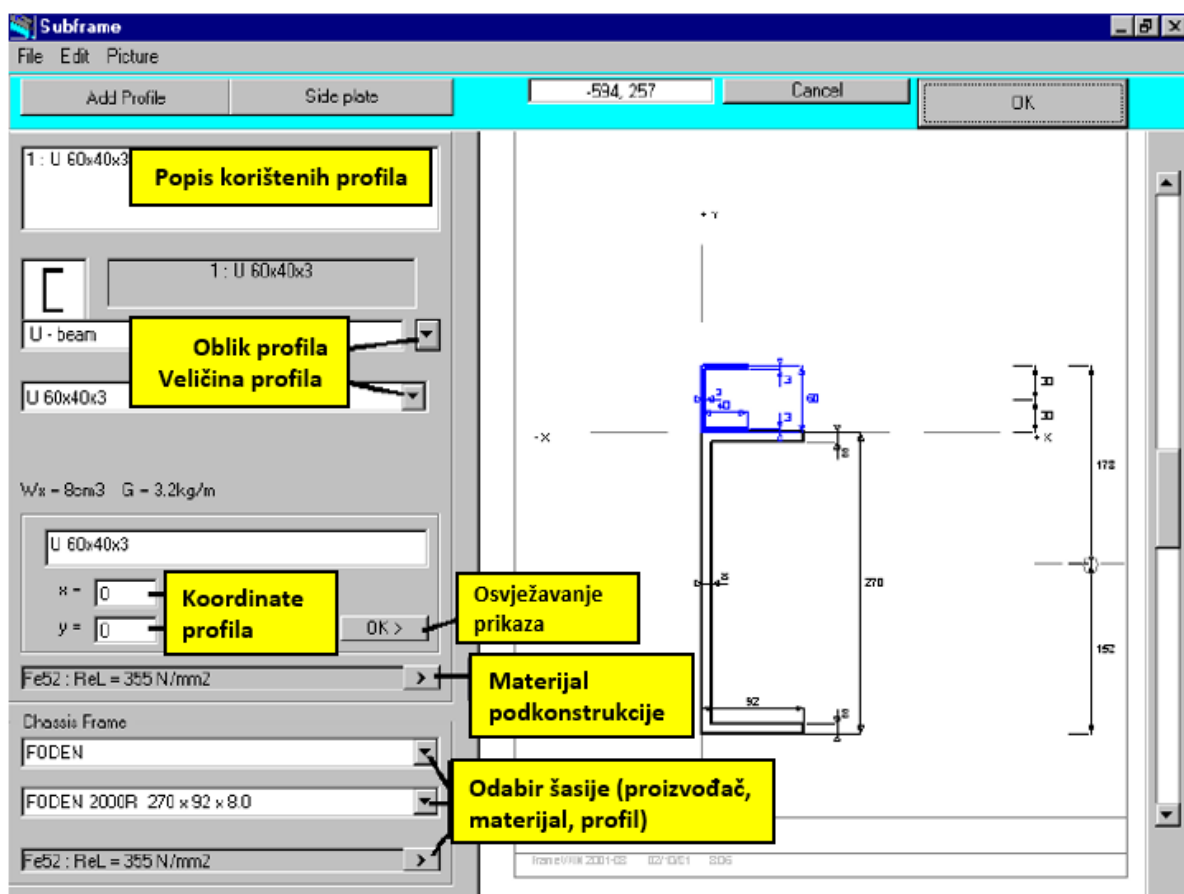 Subframe
File Edit Picture
Add Profile
Side plate
-594, 257
Cancel
OK
1 : U 60x40x3
Popis korištenih profila
1 : U 60x40x3
U - beam
Oblik profila
Veličina profila
U 60x40x3
Wx = 8cm3 G = 3.2kg/m
U 60x40x3
x = 0
y = 0
Koordinate
profila
OK >
Osvježavanje
prikaza
Fe52 : ReL = 355 N/mm2
>
Materijal
podkonstrukcije
Chassis Frame
FODEN
FODEN 2000R 270 x 92 x 8.0
Odabir šasije (proizvođač,
materijal, profil)
Fe52 : ReL = 355 N/mm2
>
+ Y
3
60
3
40
3
- X
+ X
8
173
8
270
152
92
8